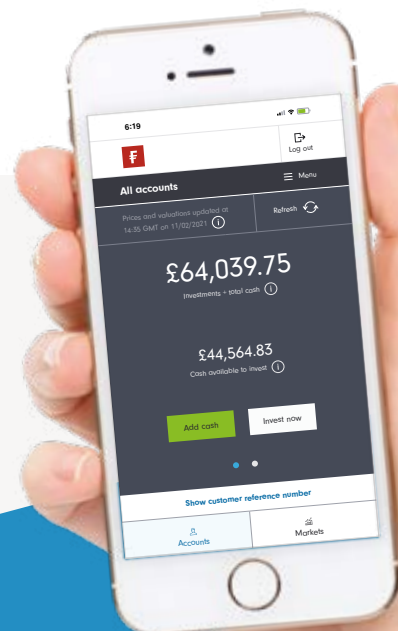 6:19
Log out
All accounts
Menu
Prices and valuations updated at
14:35 GMT on 11/02/2021
Refresh
£64,039.75
Investments + total cash
£44,564.83
Cash available to invest
Add cash
Invest now
Show customer reference number
Accounts
Markets